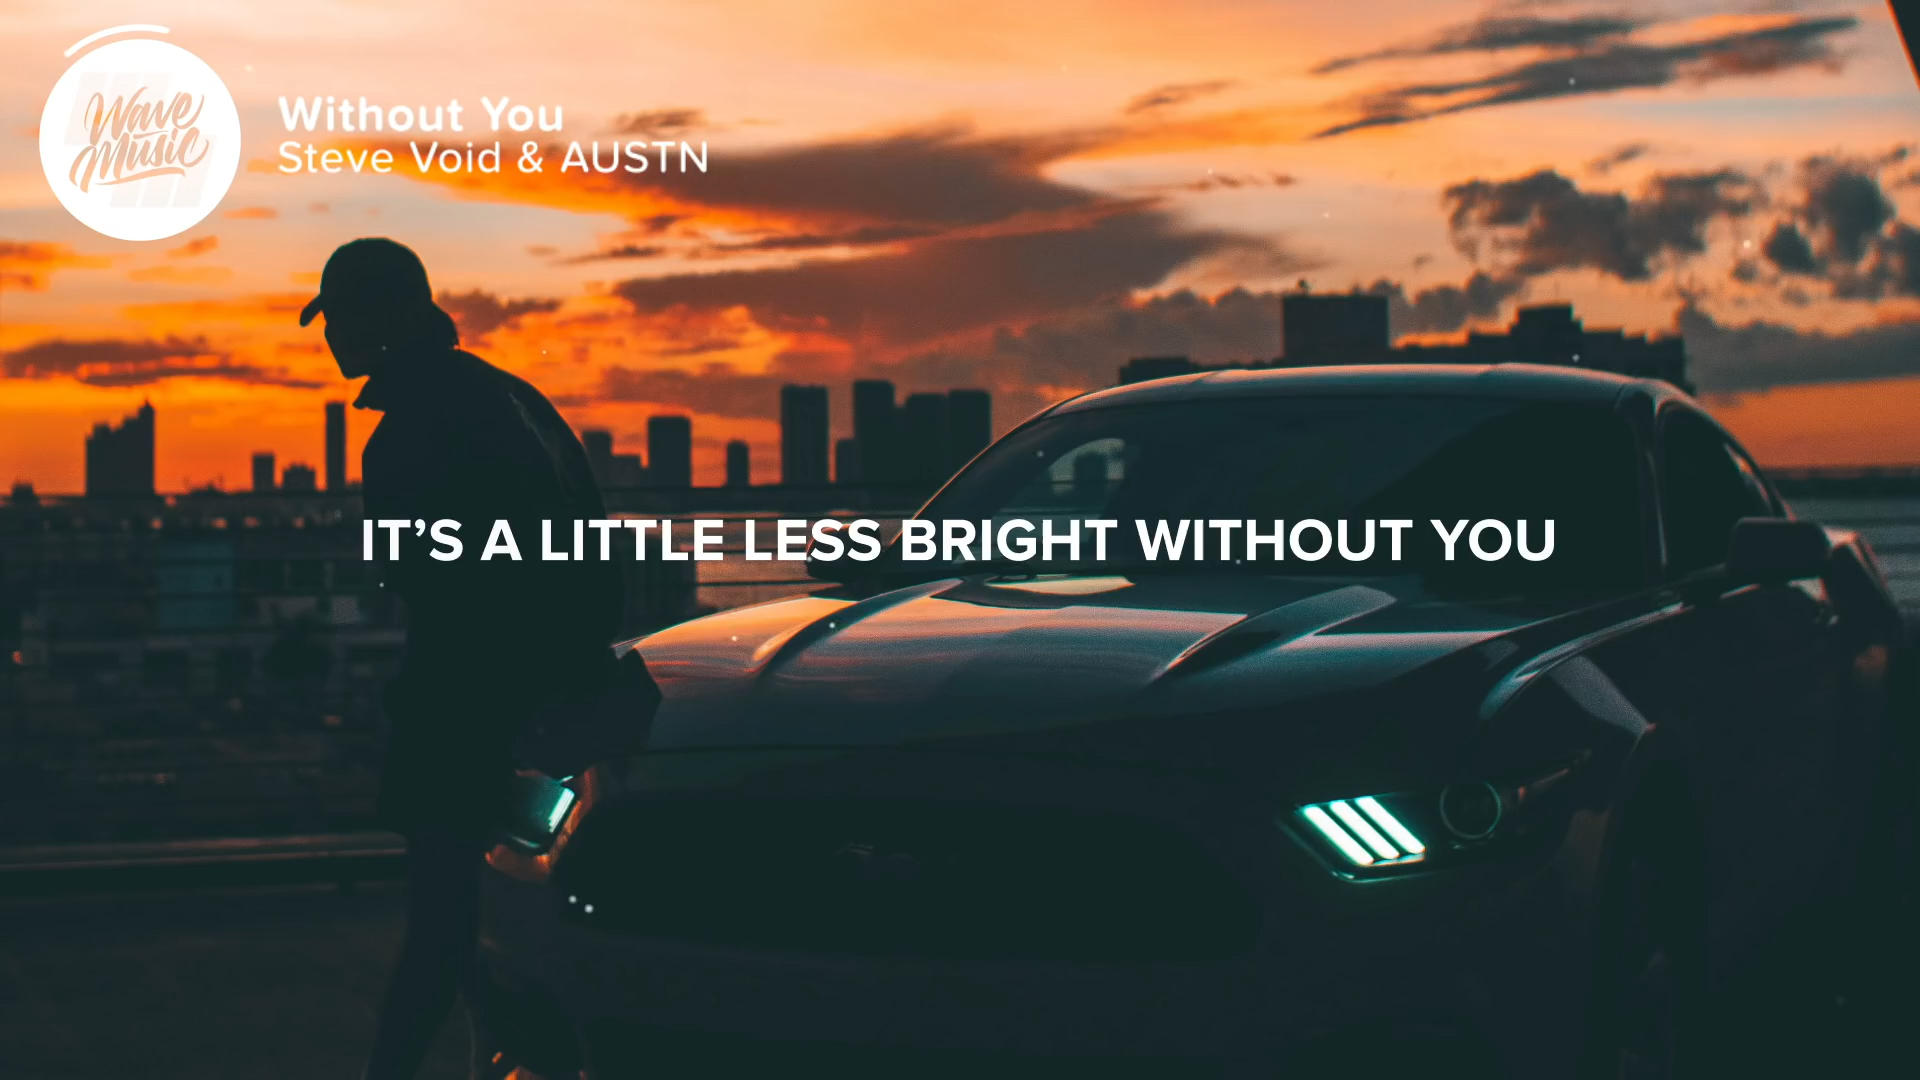 Wave
Music
Without You
Steve Void & AUSTN
IT’S A LITTLE LESS BRIGHT WITHOUT YOU